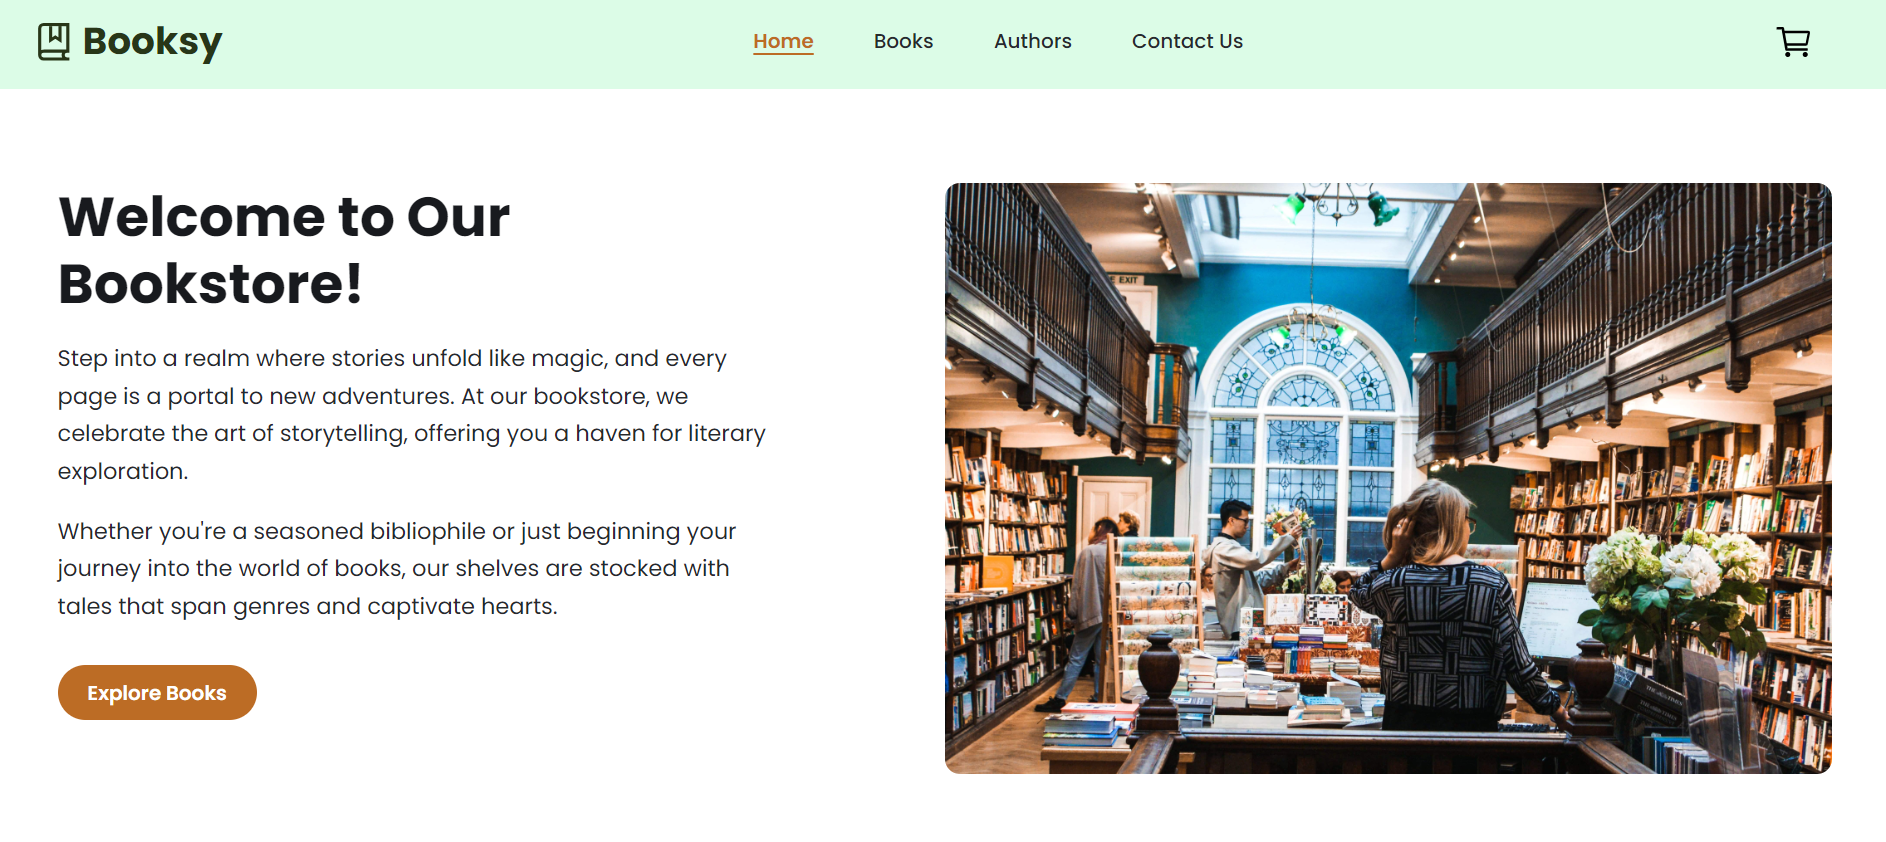 Booksy
Home
Books
Authors
Contact Us
Welcome to Our
Bookstore!
Step into a realm where stories unfold like magic, and every
page is a portal to new adventures. At our bookstore, we
celebrate the art of storytelling, offering you a haven for literary
exploration.
Whether you're a seasoned bibliophile or just beginning your
journey into the world of books, our shelves are stocked with
tales that span genres and captivate hearts.
Explore Books
EXIT